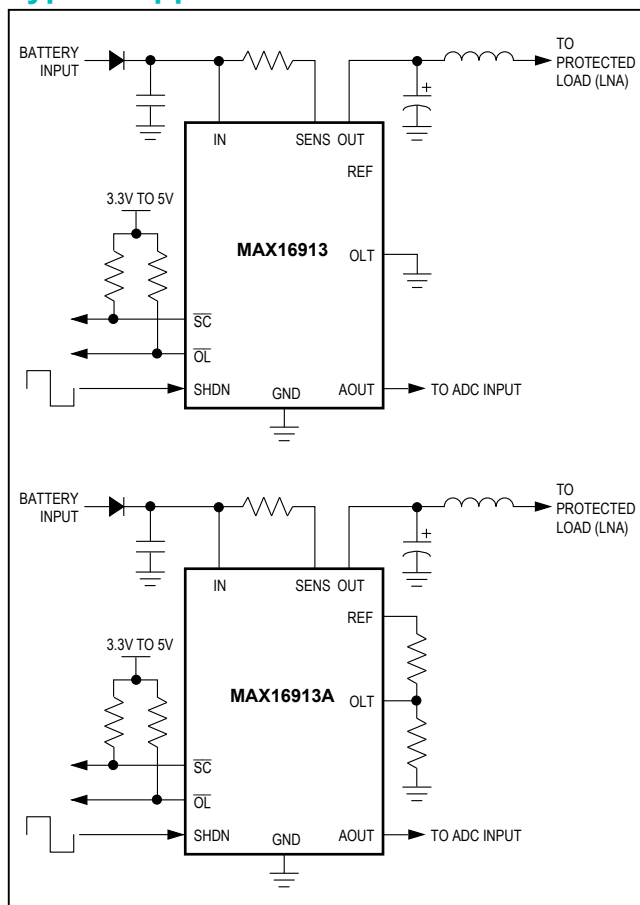 BATTERY
INPUT
TO
PROTECTED
LOAD (LNA)
+
IN
SENS OUT
REF
3.3V TO 5V
MAX16913
OLT
SC
OL
SHDN
GND
AOUT
TO ADC INPUT
BATTERY
INPUT
TO
PROTECTED
LOAD (LNA)
+
IN
SENS OUT
REF
3.3V TO 5V
MAX16913A
OLT
SC
OL
SHDN
GND
AOUT
TO ADC INPUT